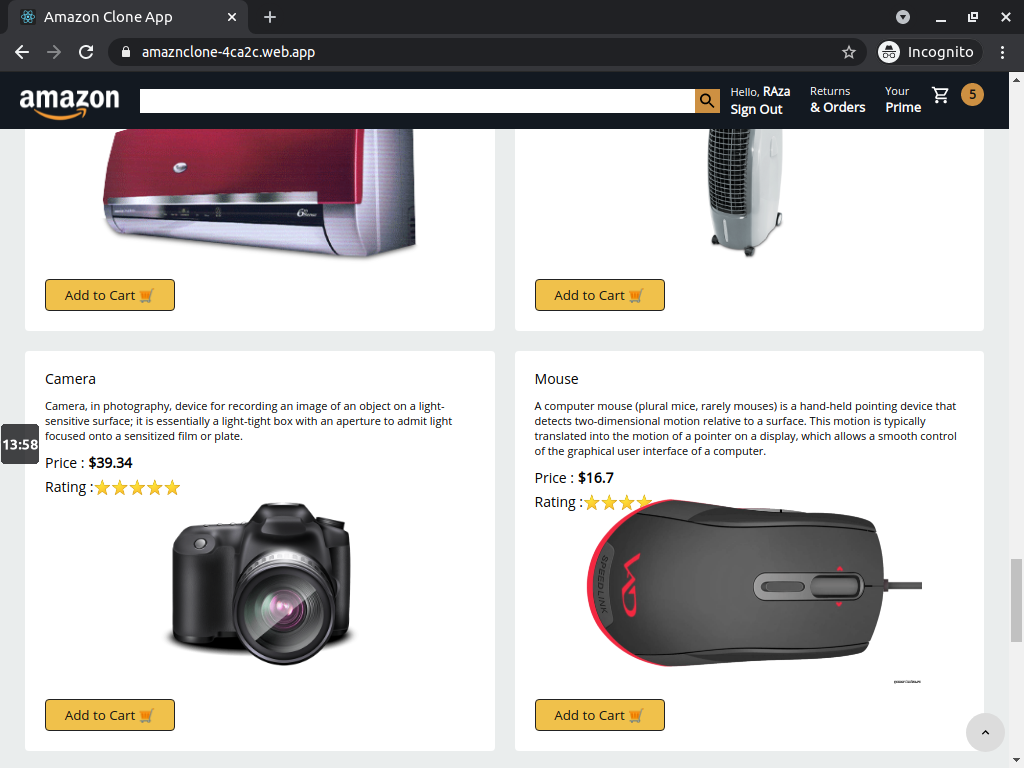 Amazon Clone App
amaznclone-4ca2c.web.app
Incognito
amazon
Hello, RAza
Sign Out
Returns
& Orders
Your
Prime
5
Add to Cart
Add to Cart
Camera
Camera, in photography, device for recording an image of an object on a light-
sensitive surface; it is essentially a light-tight box with an aperture to admit light
focused onto a sensitized film or plate.
Price : $39.34
Rating :
Add to Cart
Mouse
A computer mouse (plural mice, rarely mouses) is a hand-held pointing device that
detects two-dimensional motion relative to a surface. This motion is typically
translated into the motion of a pointer on a display, which allows a smooth control
of the graphical user interface of a computer.
Price : $16.7
Rating :
SPEEDLINK
Add to Cart
13:58